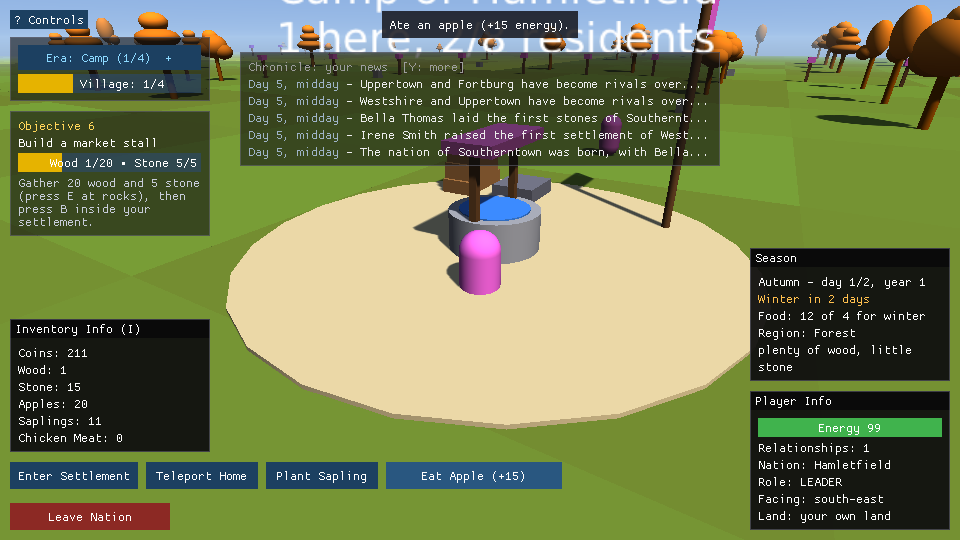 ? Controls
Ate an apple (+15 energy).
1 here, 2/8 residents
Era: Camp (1/4) +
Village: 1/4
Chronicle: your news [Y: more]
Day 5, midday – Uppertown and Fortburg have become rivals over...
Day 5, midday – Westshire and Uppertown have become rivals over...
Day 5, midday – Bella Thomas laid the first stones of Southernt...
Day 5, midday – Irene Smith raised the first settlement of West...
Day 5, midday – The nation of Southerntown was born, with Bella...
Objective 6
Build a market stall
Wood 1/20 • Stone 5/5
Gather 20 wood and 5 stone
(press E at rocks), then
press B inside your
settlement.
Season
Autumn – day 1/2, year 1
Winter in 2 days
Food: 12 of 4 for winter
Region: Forest
plenty of wood, little
stone
Inventory Info (I)
Coins: 211
Wood: 1
Stone: 15
Apples: 20
Saplings: 11
Chicken Meat: 0
Player Info
Energy 99
Relationships: 1
Nation: Hamletfield
Role: LEADER
Facing: south-east
Land: your own land
Enter Settlement
Teleport Home
Plant Sapling
Eat Apple (+15)
Leave Nation